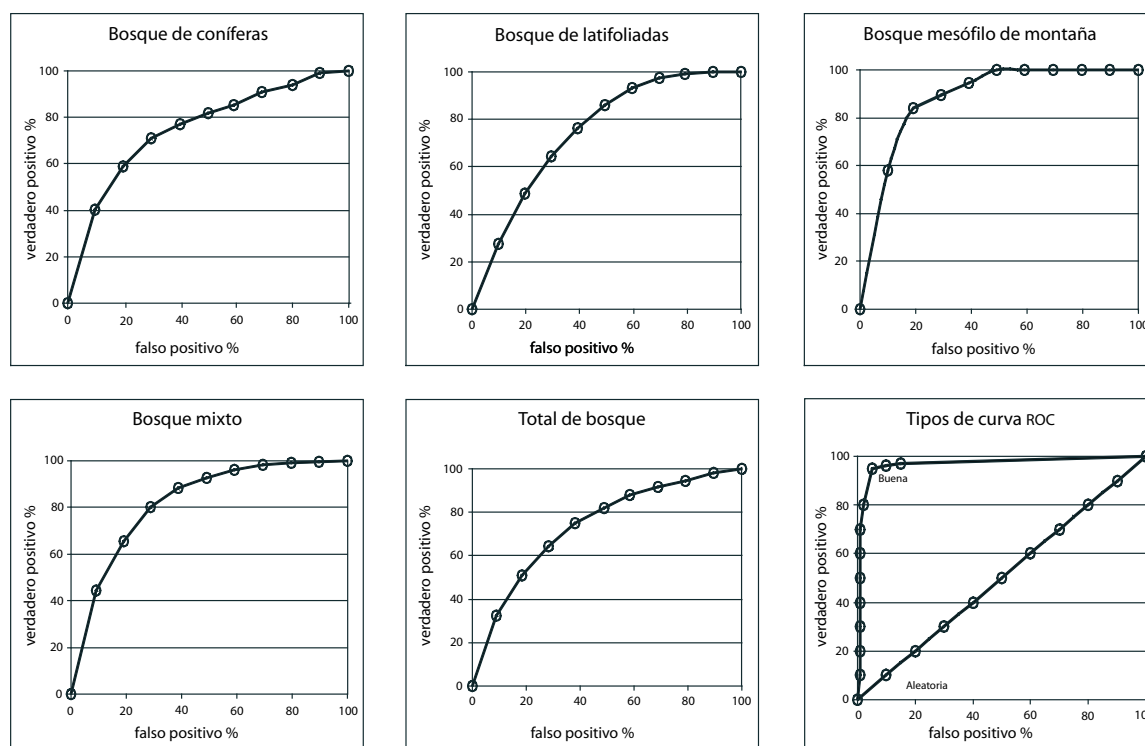 Bosque de coníferas
100
80
60
40
20
0
verdadero positivo %
0 20 40 60 80 100
falso positivo %
Bosque de latifoliadas
100
80
60
40
20
0
verdadero positivo %
0 20 40 60 80 100
falso positivo %
Bosque mesófilo de montaña
100
80
60
40
20
0
verdadero positivo %
0 20 40 60 80 100
falso positivo %
Bosque mixto
100
80
60
40
20
0
verdadero positivo %
0 20 40 60 80 100
falso positivo %
Total de bosque
100
80
60
40
20
0
verdadero positivo %
0 20 40 60 80 100
falso positivo %
Tipos de curva ROC
100
80
60
40
20
0
verdadero positivo %
Buena
Aleatoria
0 20 40 60 80 100
falso positivo %